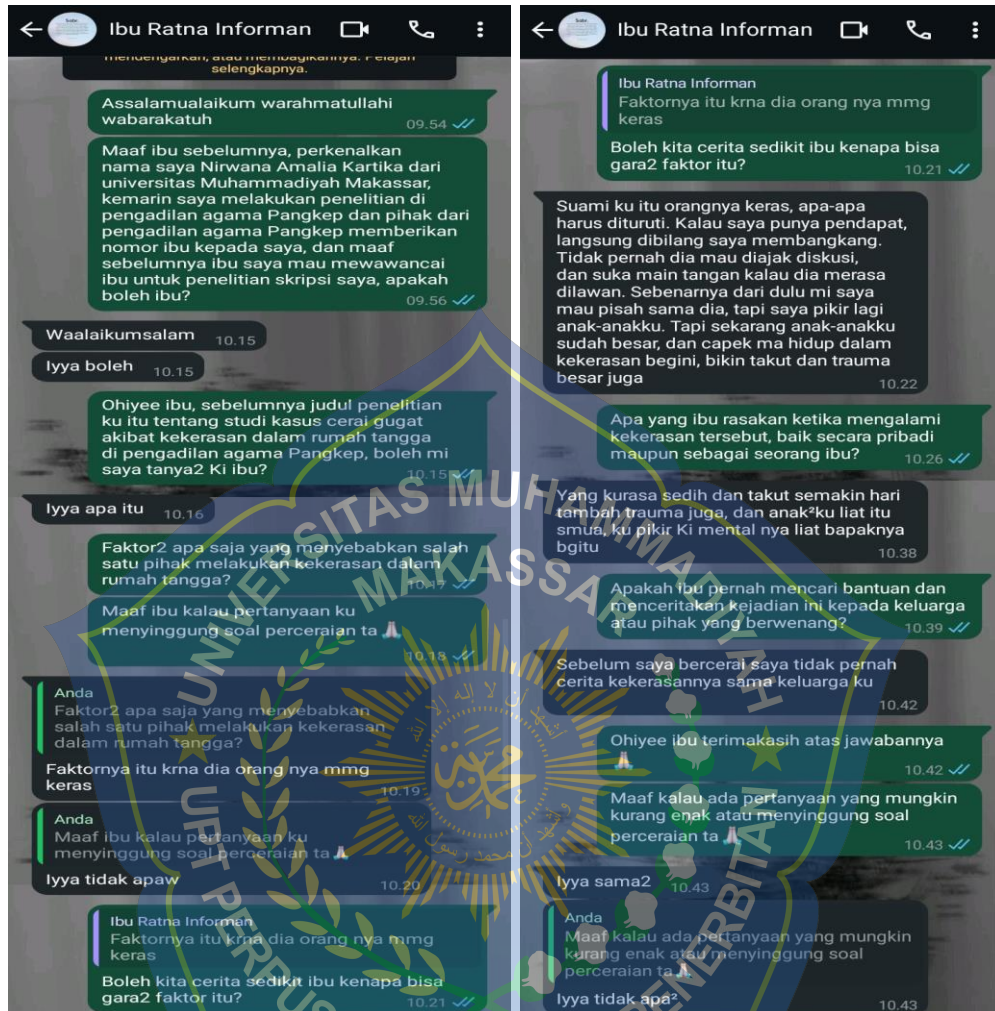 Ibu Ratna Informan
mendengarkan, atau membagikannya. Pelajari
selengkapnya.
Assalamualaikum warahmatullahi
wabarakatuh
09.54
Maaf ibu sebelumnya, perkenalkan
nama saya Nirwana Amalia Kartika dari
universitas Muhammadiyah Makassar,
kemarin saya melakukan penelitian di
pengadilan agama Pangkep dan pihak dari
pengadilan agama Pangkep memberikan
nomor ibu kepada saya, dan maaf
sebelumnya ibu saya mau mewawancai
ibu untuk penelitian skripsi saya, apakah
boleh ibu?
09.56
Waalaikumsalam 10.15
Iyya boleh 10.15
Ohiyee ibu, sebelumnya judul penelitian
ku itu tentang studi kasus cerai gugat
akibat kekerasan dalam rumah tangga
di pengadilan agama Pangkep, boleh mi
saya tanya2 Ki ibu?
10.15
Iyya apa itu 10.16
Faktor2 apa saja yang menyebabkan salah
satu pihak melakukan kekerasan dalam
rumah tangga?
10.17
Maaf ibu kalau pertanyaan ku
menyinggung soal perceraian ta 🙏🏻
10.18
Anda
Faktor2 apa saja yang menyebabkan
salah satu pihak melakukan kekerasan
dalam rumah tangga?
Faktornya itu krna dia orang nya mmg
keras
10.19
Anda
Maaf ibu kalau pertanyaan ku
menyinggung soal perceraian ta 🙏🏻
Iyya tidak apaw
10.20
Ibu Ratna Informan
Faktornya itu krna dia orang nya mmg
keras
Boleh kita cerita sedikit ibu kenapa bisa
gara2 faktor itu?
10.21
Ibu Ratna Informan
Ibu Ratna Informan
Faktornya itu krna dia orang nya mmg
keras
Boleh kita cerita sedikit ibu kenapa bisa
gara2 faktor itu?
10.21
Suami ku itu orangnya keras, apa-apa
harus dituruti. Kalau saya punya pendapat,
langsung dibilang saya membangkang.
Tidak pernah dia mau diajak diskusi,
dan suka main tangan kalau dia merasa
dilawan. Sebenarnya dari dulu mi saya
mau pisah sama dia, tapi saya pikir lagi
anak-anakku. Tapi sekarang anak-anakku
sudah besar, dan capek ma hidup dalam
kekerasan begini, bikin takut dan trauma
besar juga
10.22
Apa yang ibu rasakan ketika mengalami
kekerasan tersebut, baik secara pribadi
maupun sebagai seorang ibu?
10.26
Yang kurasa sedih dan takut semakin hari
tambah trauma juga, dan anak²ku liat itu
smua, ku pikir Ki mental nya liat bapaknya
bgitu
10.38
Apakah ibu pernah mencari bantuan dan
menceritakan kejadian ini kepada keluarga
atau pihak yang berwenang?
10.39
Sebelum saya bercerai saya tidak pernah
cerita kekerasannya sama keluarga ku
10.42
Ohiyee ibu terimakasih atas jawabannya
🙏🏻
10.42
Maaf kalau ada pertanyaan yang mungkin
kurang enak atau menyinggung soal
perceraian ta 🙏🏻
10.43
Iyya sama2 10.43
Anda
Maaf kalau ada pertanyaan yang mungkin
kurang enak atau menyinggung soal
perceraian ta 🙏🏻
Iyya tidak apa²
10.43
UNIVERSITAS MUHAMMADIYAH
MAKASSAR